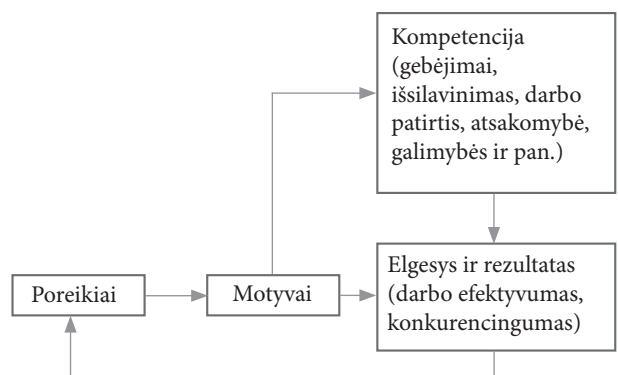 Kompetencija
(gebėjimai,
išsilavinimas, darbo
patirtis, atsakomybė,
galimybės ir pan.)
Poreikiai
Motyvai
Elgesys ir rezultatas
(darbo efektyvumas,
konkurencingumas)